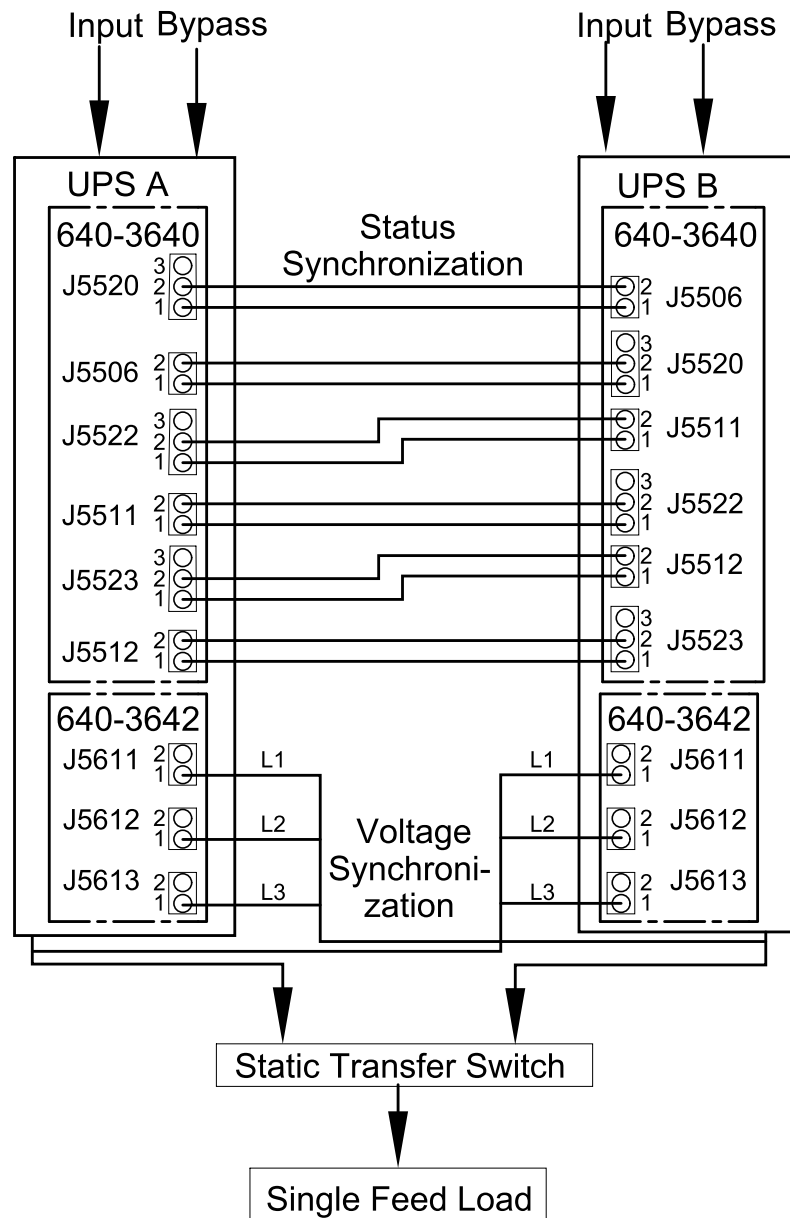 Input Bypass
Input Bypass
UPS A
UPS B
640-3640
640-3640
Status
Synchronization
J5520
3
2
1
2
1
J5506
J5506
2
1
3
2
1
J5520
J5522
3
2
1
2
1
J5511
J5511
2
1
3
2
1
J5522
J5523
3
2
1
2
1
J5512
J5512
2
1
3
2
1
J5523
640-3642
640-3642
J5611
2
1
L1
L1
2
1
J5611
J5612
2
1
L2
L2
2
1
J5612
J5613
2
1
L3
L3
2
1
J5613
Voltage
Synchroni-
zation
Static Transfer Switch
Single Feed Load